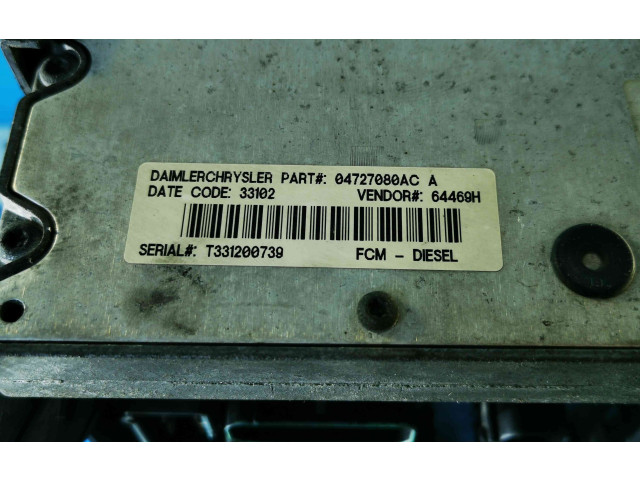 DAIMLERCHRYSLER PART#: 04727080AC A
DATE CODE: 33102 VENDOR#: 64469H
SERIAL#: T331200739 FCM - DIESEL